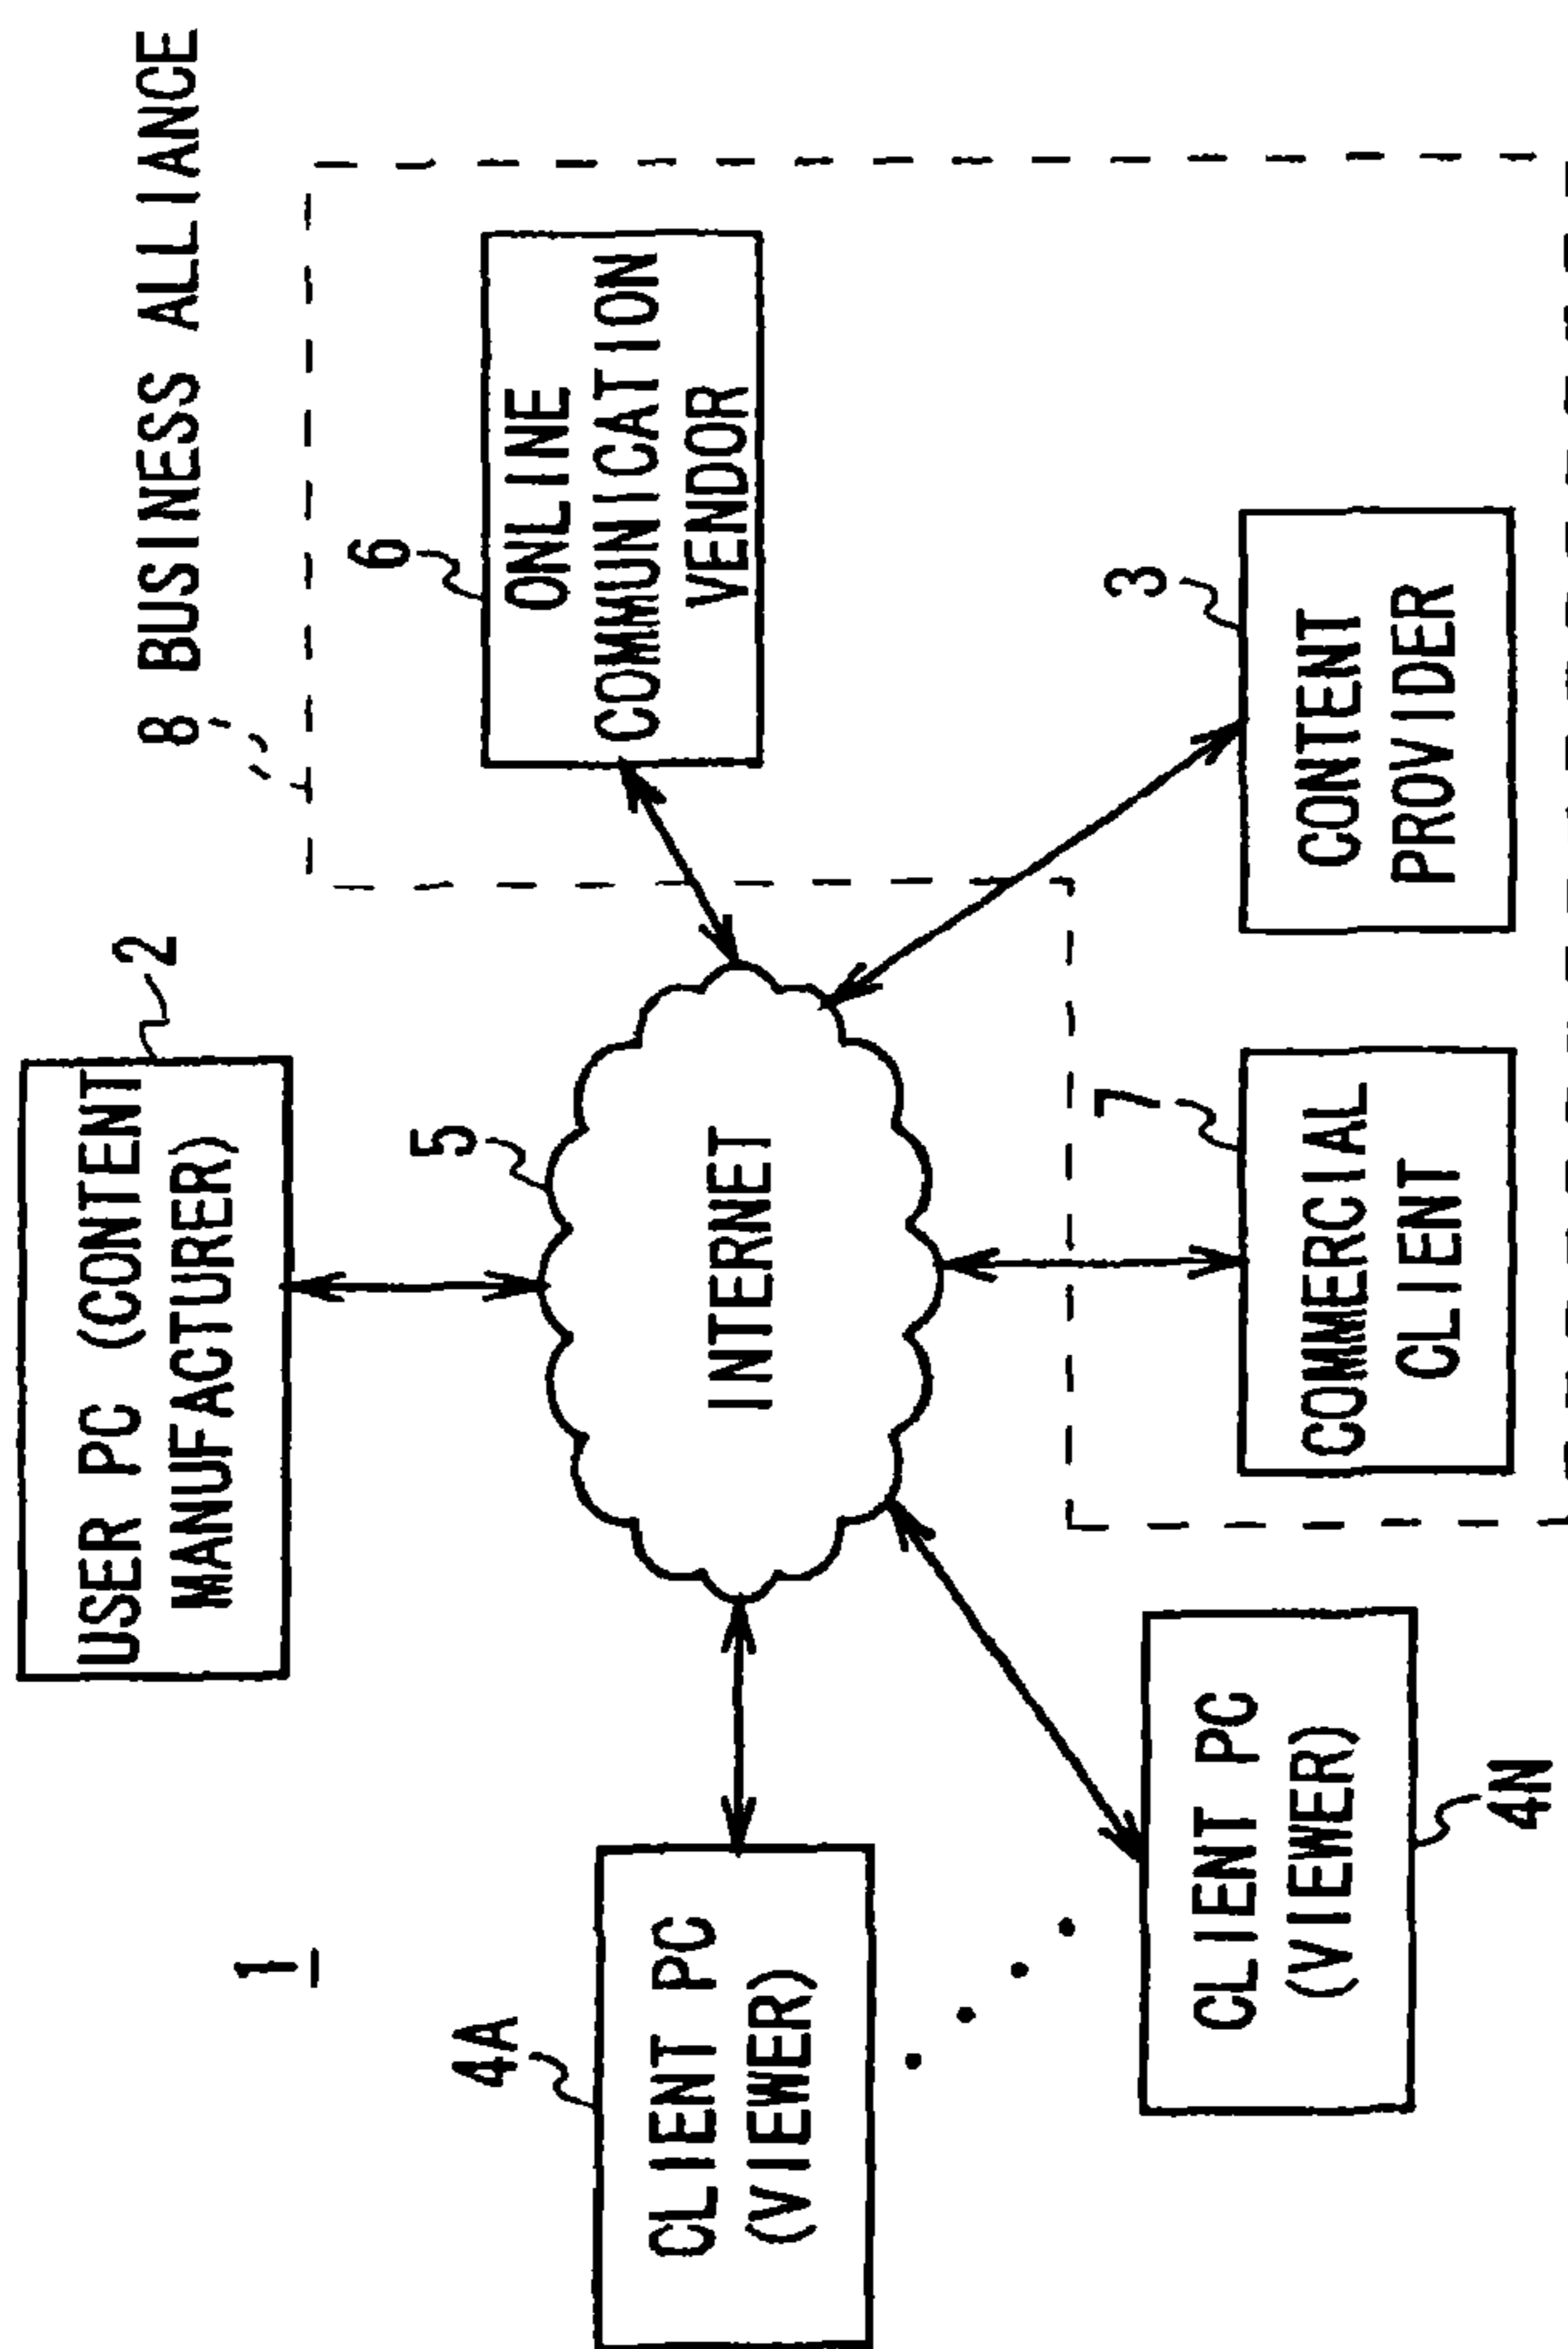 1
USER PC (CONTENT
MANUFACTURER)
2
8 BUSINESS ALLIANCE
4A
CLIENT PC
(VIEWER)
5
INTERNET
6
ONLINE
COMMUNICATION
VENDOR
CLIENT PC
(VIEWER)
4N
7
COMMERCIAL
CLIENT
3
CONTENT
PROVIDER